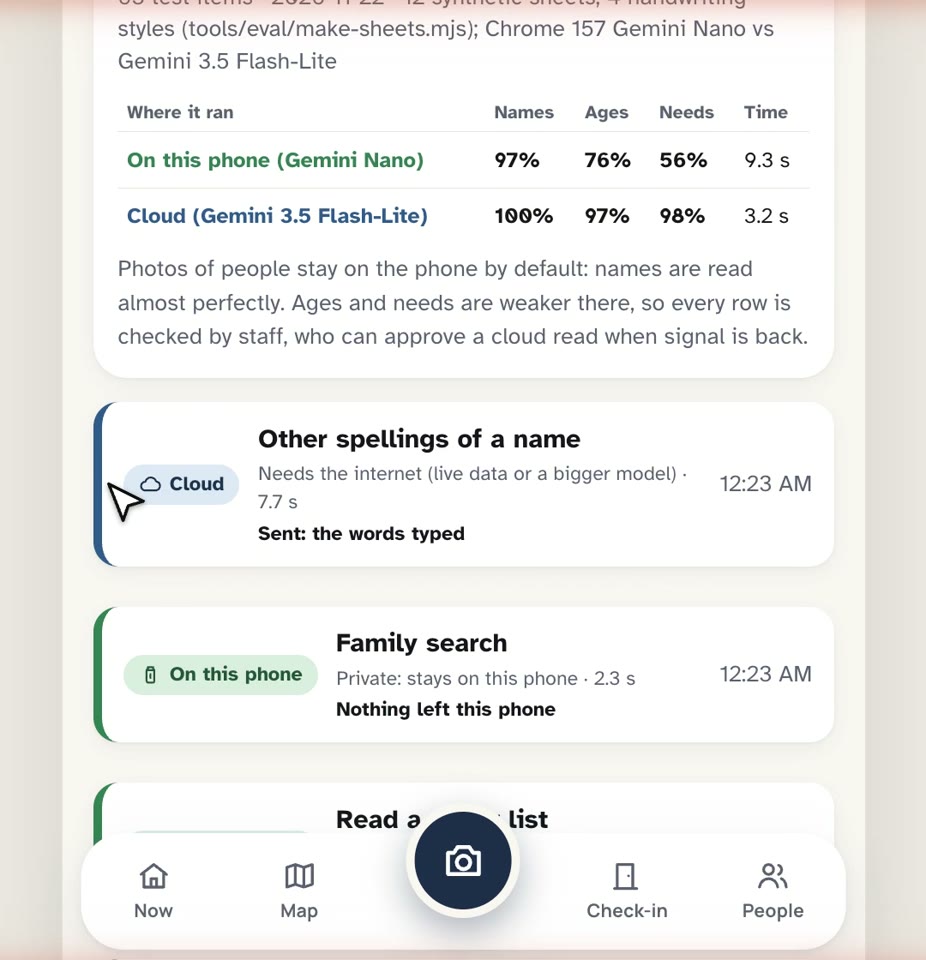 styles (tools/eval/make-sheets.mjs); Chrome 157 Gemini Nano vs
Gemini 3.5 Flash-Lite
Where it ran Names Ages Needs Time
On this phone (Gemini Nano) 97% 76% 56% 9.3 s
Cloud (Gemini 3.5 Flash-Lite) 100% 97% 98% 3.2 s
Photos of people stay on the phone by default: names are read
almost perfectly. Ages and needs are weaker there, so every row is
checked by staff, who can approve a cloud read when signal is back.
Other spellings of a name
Cloud
Needs the internet (live data or a bigger model) ·
7.7 s
12:23 AM
Sent: the words typed
Family search
On this phone
Private: stays on this phone · 2.3 s
12:23 AM
Nothing left this phone
Read a list
Now Map Check-in People